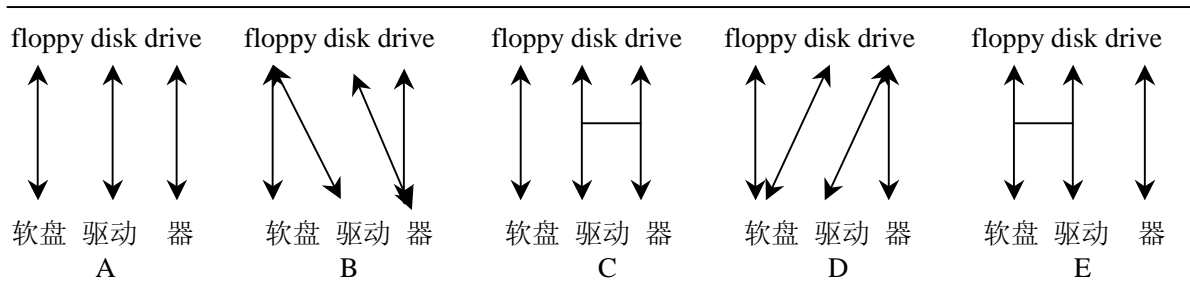 floppy disk drive floppy disk drive floppy disk drive floppy disk drive floppy disk drive
软盘 驱动 器 软盘 驱动 器 软盘 驱动 器 软盘 驱动 器 软盘 驱动 器
A B C D E